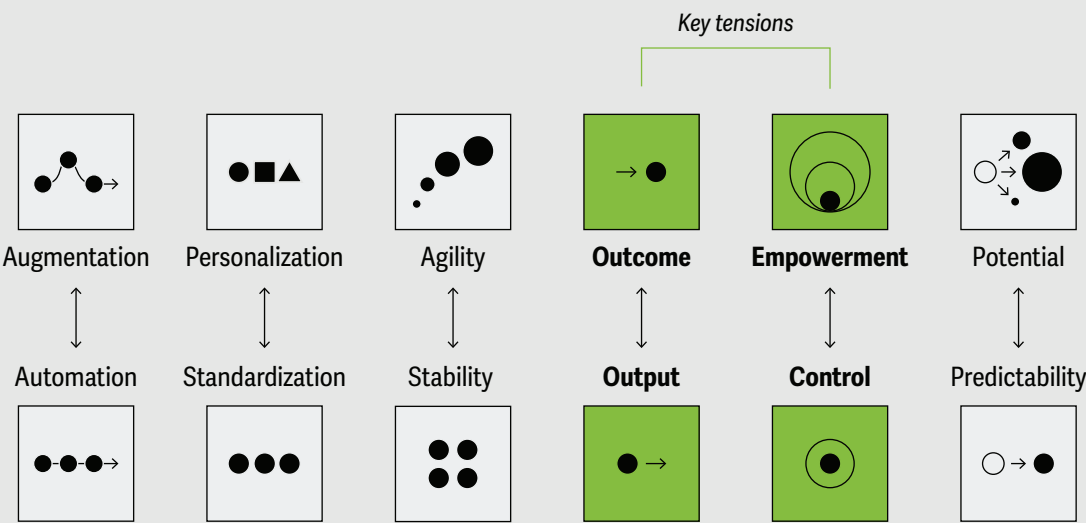 Key tensions
Augmentation Personalization Agility Outcome Empowerment Potential
Automation Standardization Stability Output Control Predictability